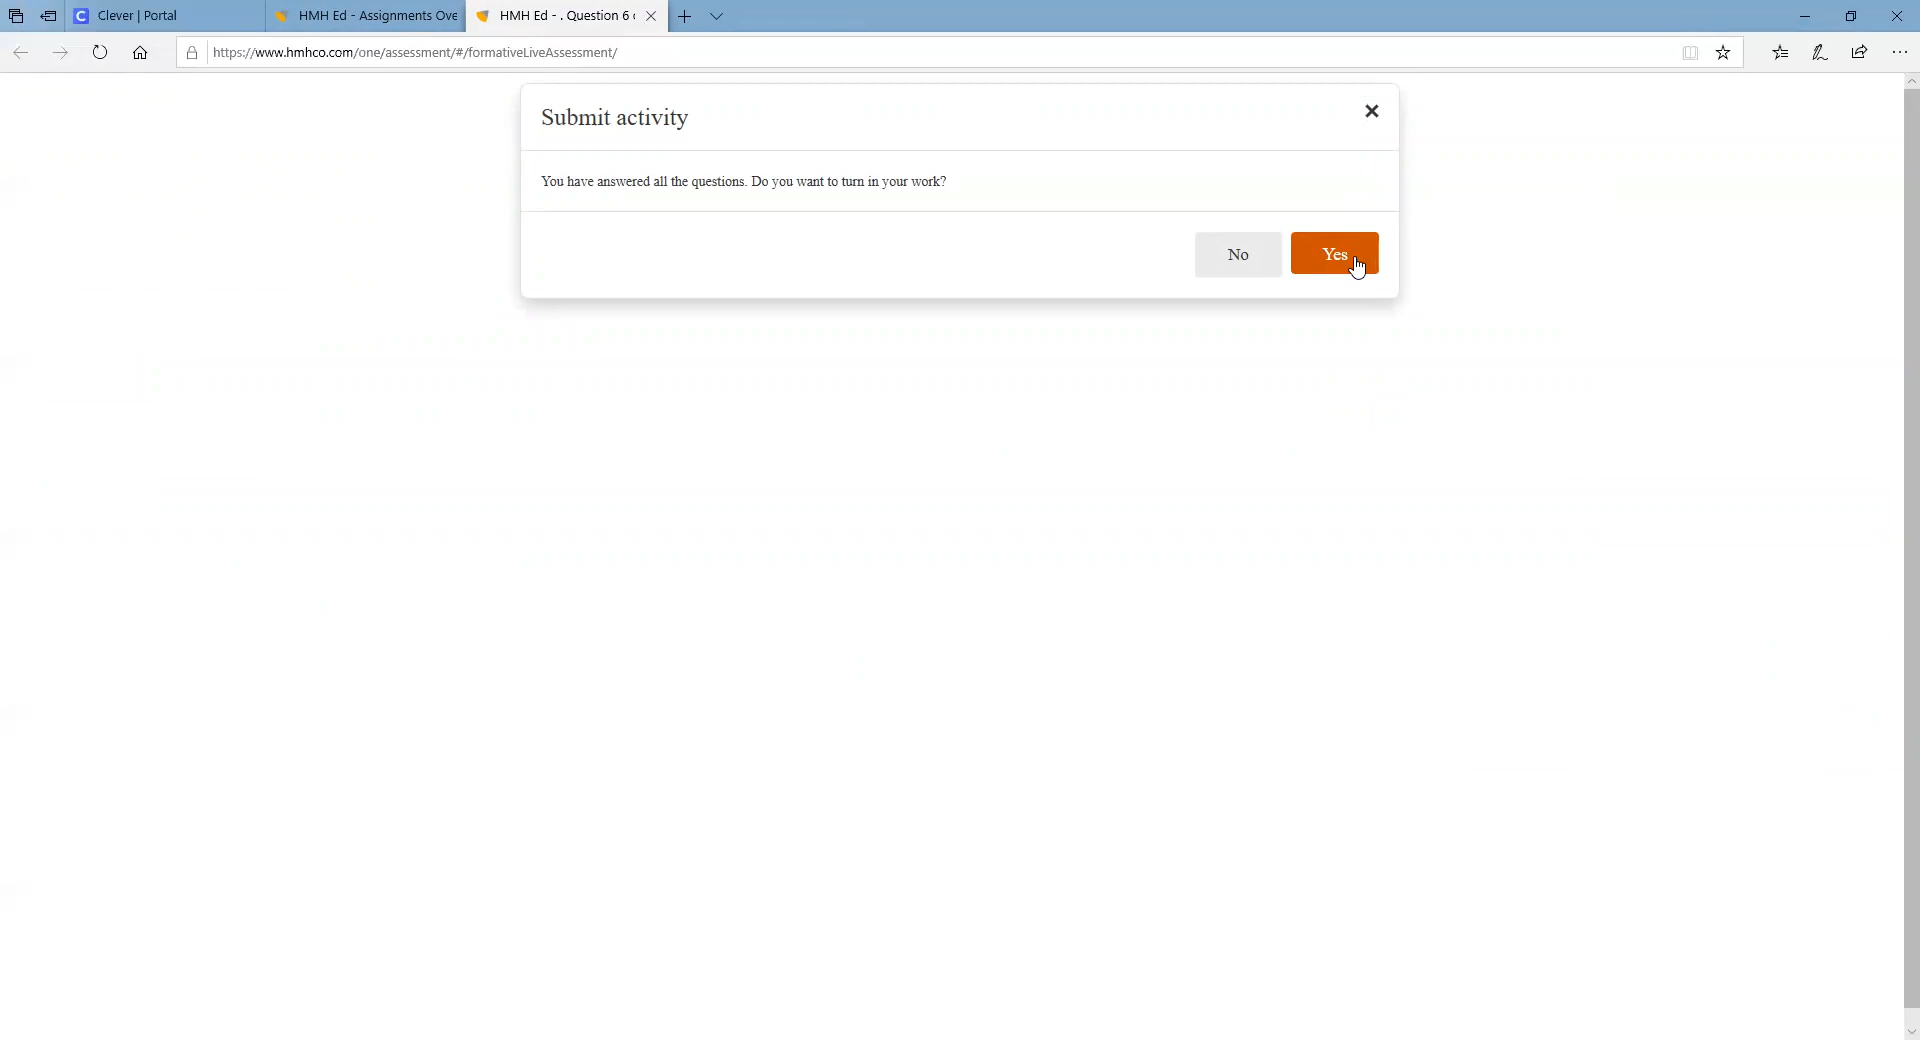 Clever | Portal
HMH Ed - Assignments Ove
HMH Ed - . Question 6
https://www.hmhco.com/one/assessment/#/formativeLiveAssessment/
Submit activity
You have answered all the questions. Do you want to turn in your work?
No
Yes